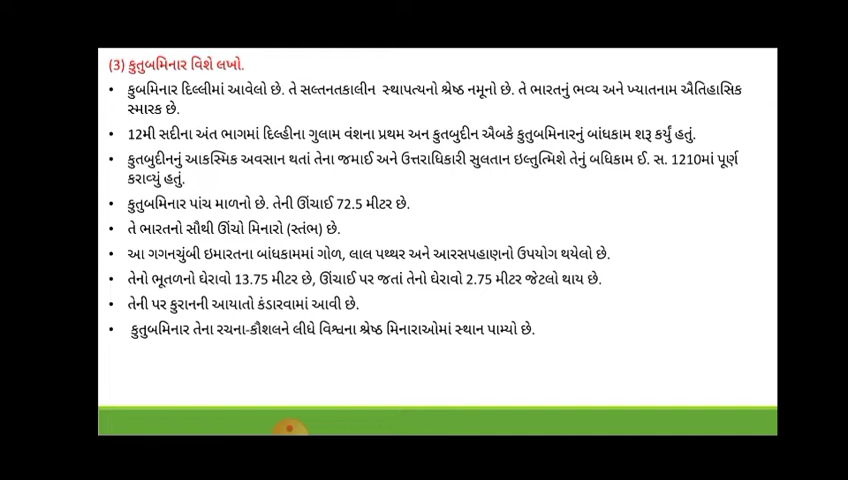 (3) કુતુબમિનાર વિશે લખો.
• કુબમિનાર દિલ્લીમાં આવેલો છે. તે સલ્તનતકાલીન સ્થાપત્યનો શ્રેષ્ઠ નમૂનો છે. તે ભારતનું ભવ્ય અને ખ્યાતનામ ઐતિહાસિક
સ્મારક છે.
• 12મી સદીના અંત ભાગમાં દિલ્હીના ગુલામ વંશના પ્રથમ અન કુતબુદીન ઐબકે કુતુબમિનારનું બાંધકામ શરૂ કર્યું હતું.
• કુતબુદીનનું આકસ્મિક અવસાન થતાં તેના જમાઈ અને ઉત્તરાધિકારી સુલતાન ઇલ્તુત્મિશે તેનું બધિકામ ઈ. સ. 1210માં પૂર્ણ
કરાવ્યું હતું.
• કુતુબમિનાર પાંચ માળનો છે. તેની ઊંચાઈ 72.5 મીટર છે.
• તે ભારતનો સૌથી ઊંચો મિનારો (સ્તંભ) છે.
• આ ગગનચુંબી ઇમારતના બાંધકામમાં ગોળ, લાલ પથ્થર અને આરસપહાણનો ઉપયોગ થયેલો છે.
• તેનો ભૂતળનો ઘેરાવો 13.75 મીટર છે, ઊંચાઈ પર જતાં તેનો ઘેરાવો 2.75 મીટર જેટલો થાય છે.
• તેની પર કુરાનની આયાતો કંડારવામાં આવી છે.
• કુતુબમિનાર તેના રચના-કૌશલને લીધે વિશ્વના શ્રેષ્ઠ મિનારાઓમાં સ્થાન પામ્યો છે.